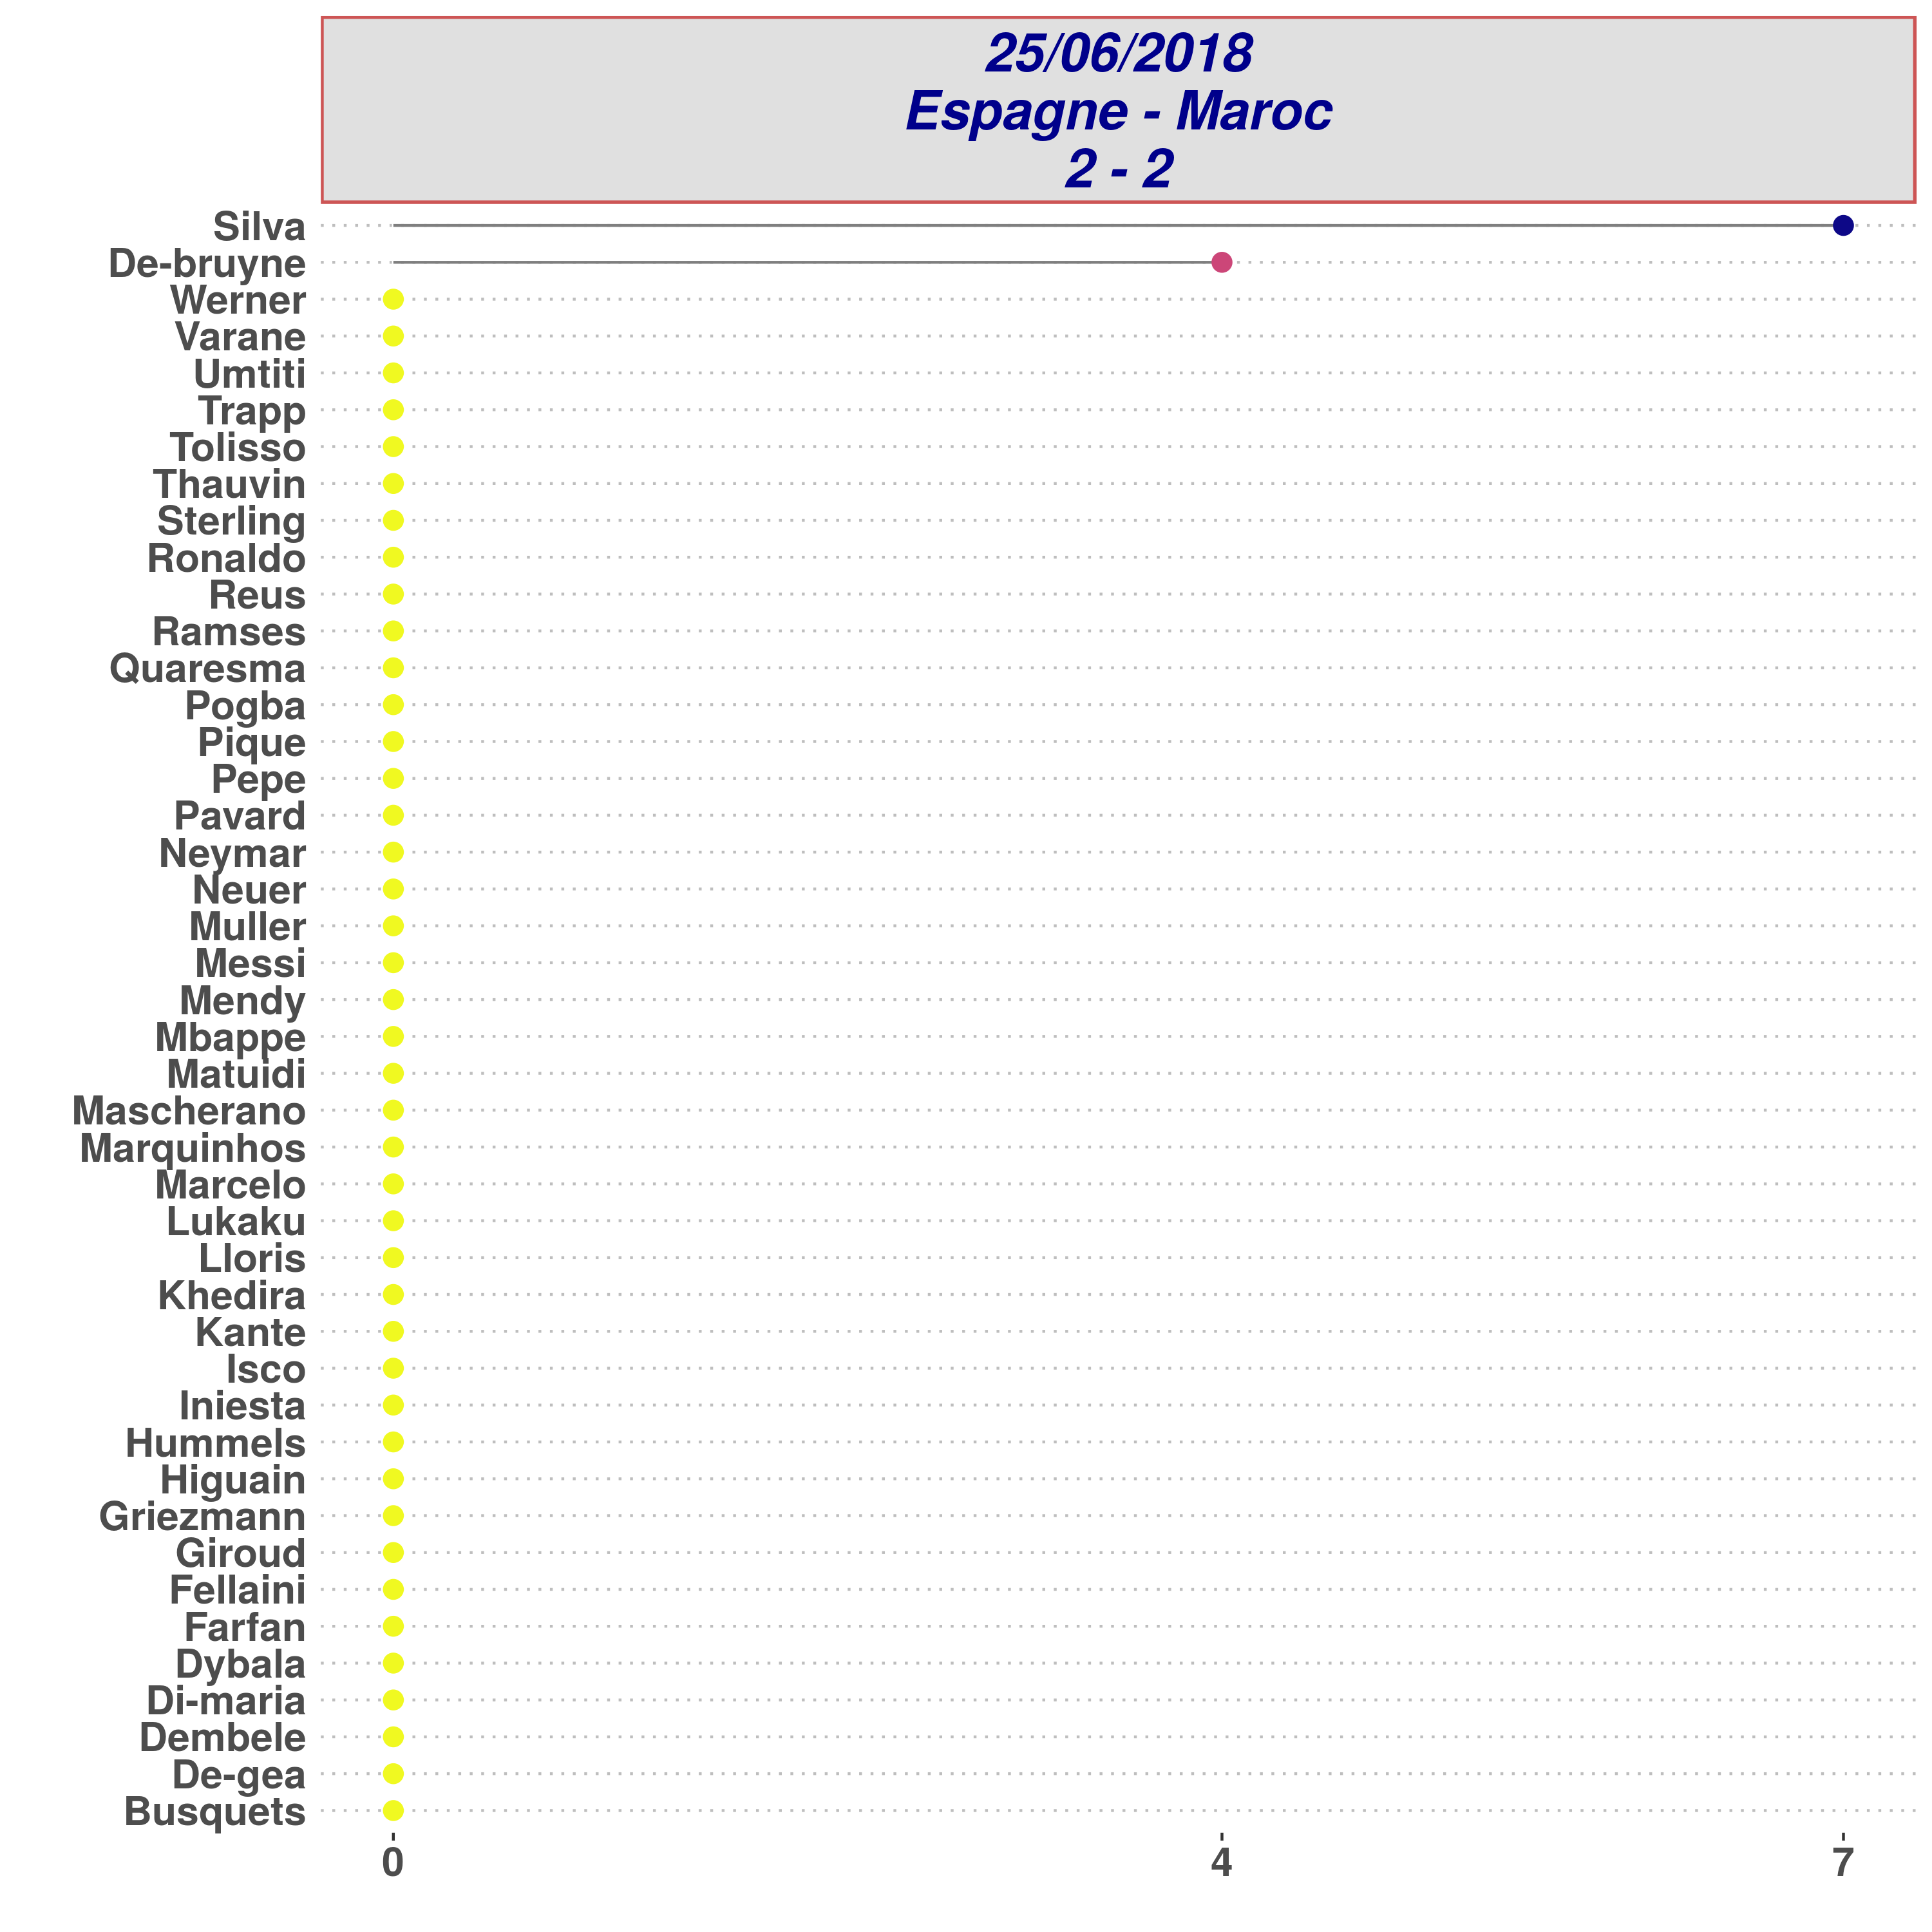 25/06/2018
Espagne - Maroc
2 - 2
Silva
De-bruyne
Werner
Varane
Umtiti
Trapp
Tolisso
Thauvin
Sterling
Ronaldo
Reus
Ramses
Quaresma
Pogba
Pique
Pepe
Pavard
Neymar
Neuer
Muller
Messi
Mendy
Mbappe
Matuidi
Mascherano
Marquinhos
Marcelo
Lukaku
Lloris
Khedira
Kante
Isco
Iniesta
Hummels
Higuain
Griezmann
Giroud
Fellaini
Farfan
Dybala
Di-maria
Dembele
De-gea
Busquets
0 4 7